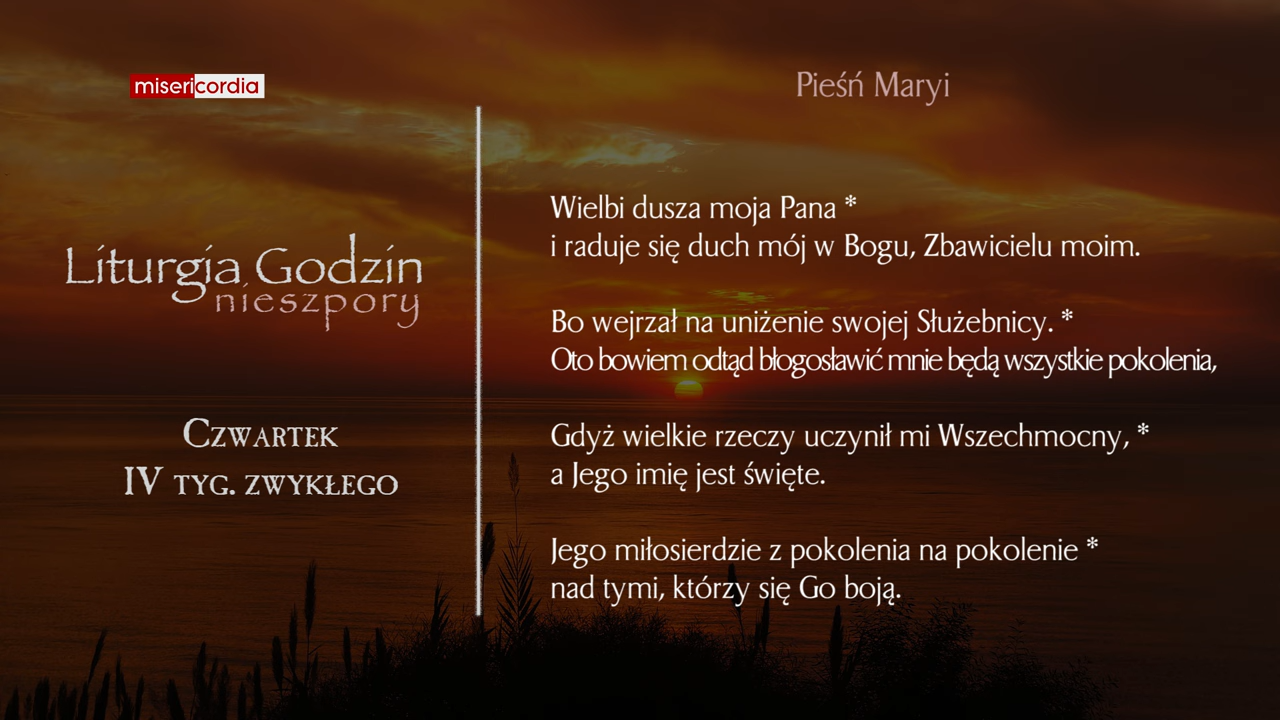 misericordia
Liturgia Godzin
nieszpory
Czwartek
IV tyg. zwykłego
Pieśń Maryi
Wielbi dusza moja Pana *
i raduje się duch mój w Bogu, Zbawicielu moim.
Bo wejrzał na uniżenie swojej Służebnicy. *
Oto bowiem odtąd błogosławić mnie będą wszystkie pokolenia,
Gdyż wielkie rzeczy uczynił mi Wszechmocny, *
a Jego imię jest święte.
Jego miłosierdzie z pokolenia na pokolenie *
nad tymi, którzy się Go boją.